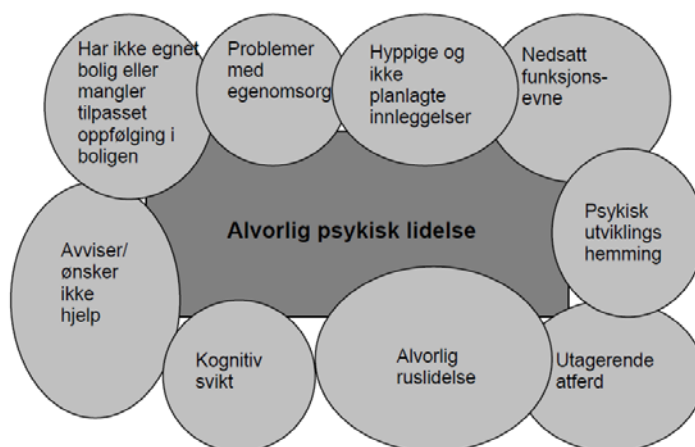 Har ikke egnet
bolig eller
mangler
tilpasset
oppfølging i
boligen
Problemer
med
egenomsorg
Hyppige og
ikke
planlagte
innleggelser
Nedsatt
funksjons-
evne
Alvorlig psykisk lidelse
Psykisk
utviklings
hemming
Avviser/
ønsker
ikke
hjelp
Kognitiv
svikt
Alvorlig
ruslidelse
Utagerende
atferd